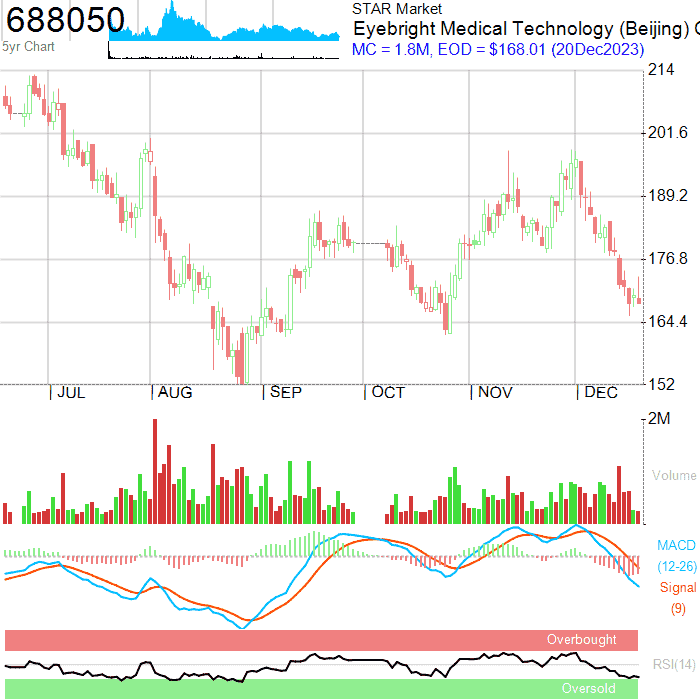 688050
5yr Chart
STAR Market
Eyebright Medical Technology (Beijing) C
MC = 1.8M, EOD = $168.01 (20Dec2023)
214
201.6
189.2
176.8
164.4
152
JUL AUG SEP OCT NOV DEC
2M
Volume
MACD
(12-26)
Signal
(9)
Overbought
RSI(14)
Oversold